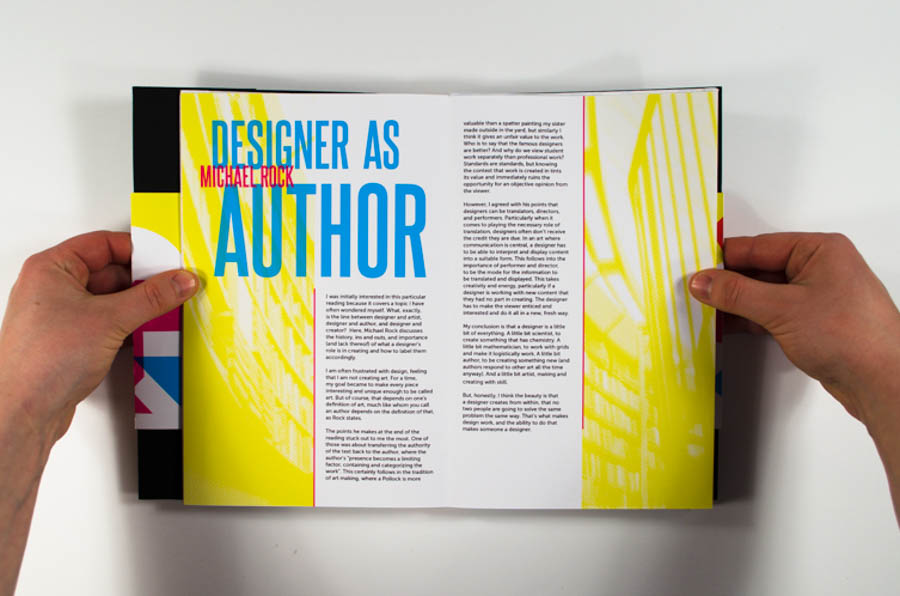 DESIGNER AS
MICHAEL ROCK
AUTHOR
I was initially interested in this particular
reading because it covers a topic I have
often wondered myself. What, exactly,
is the line between designer and artist,
designer and author, and designer and
creator? Here, Michael Rock discusses
the history, ins and outs, and importance
(and lack thereof) of what a designer's
role is in creating and how to label them
accordingly.
I am often frustrated with design, feeling
that I am not creating art. For a time,
my goal became to make every piece
interesting and unique enough to be called
art. But of course, that depends on one's
definition of art, much like whom you call
an author depends on the definition of that,
as Rock states.
The points he makes at the end of the
reading stuck out to me the most. One of
those was about transferring the authority
of the text back to the author, where the
author's "presence becomes a limiting
factor, containing and categorizing the
work". This certainly follows in the tradition
of art making, where a Pollock is more
valuable than a spatter painting my sister
made outside in the yard, but similarly I
think it gives an unfair value to the work.
Who is to say that the famous designers
are better? And why do we view student
work separately than professional work?
Standards are standards, but knowing
the context that work is created in tints
its value and immediately ruins the
opportunity for an objective opinion from
the viewer.
However, I agreed with his points that
designers can be translators, directors,
and performers. Particularly when it
comes to playing the necessary role of
translators, designers often don't receive
the credit they are due. In an art where
communication is central, a designer has
to be able to interpret and display content
into a suitable form. This follows into the
importance of performer and director,
to be the mode for the information to
be translated and displayed. This takes
creativity and energy, particularly if a
designer is working with new content that
they had no part in creating. The designer
has to make the viewer enticed and
interested and do it all in a new, fresh way.
My conclusion is that a designer is a little
bit of everything. A little bit scientist, to
create something that has chemistry. A
little bit mathematician, to work with grids
and make it logistically work. A little bit
author, to be creating something new (and
authors respond to other art all the time
anyway). And a little bit artist, making and
creating with skill.
But, honestly, I think the beauty is that
a designer creates from within, that no
two people are going to solve the same
problem the same way. That's what makes
design work, and the ability to do that
makes someone a designer.